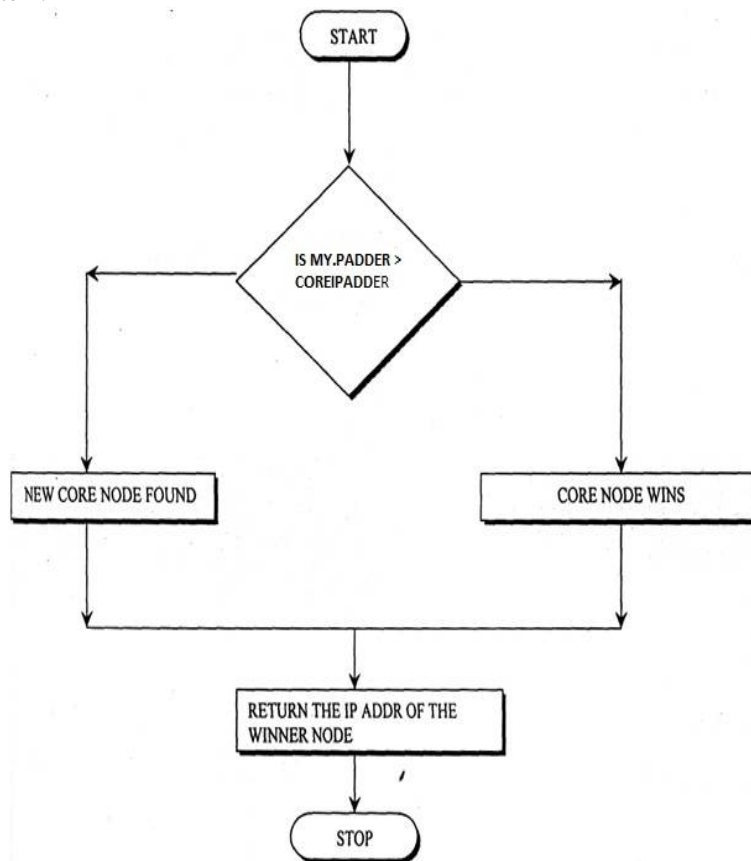 START
IS MY.PADDER >
COREIPADDER
NEW CORE NODE FOUND
CORE NODE WINS
RETURN THE IP ADDR OF THE
WINNER NODE
STOP